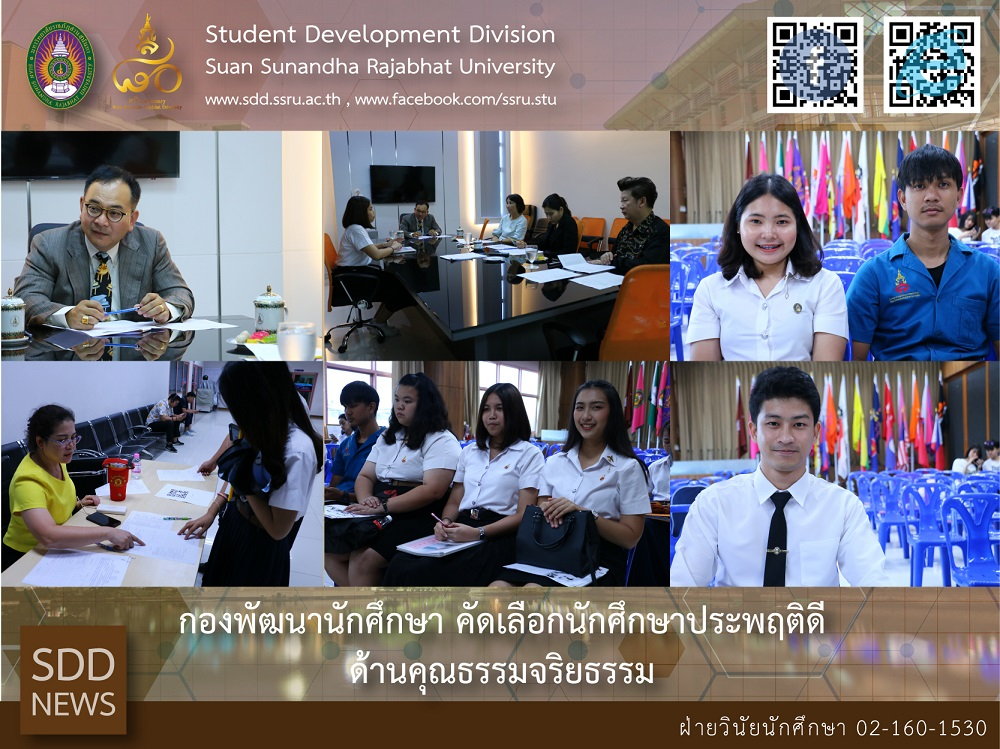 Student Development Division
Suan Sunandha Rajabhat University
www.sdd.ssru.ac.th , www.facebook.com/ssru.stu
กองพัฒนานักศึกษา คัดเลือกนักศึกษาประพฤติดี
ด้านคุณธรรมจริยธรรม
SDD
NEWS
ฝ่ายวินัยนักศึกษา 02-160-1530